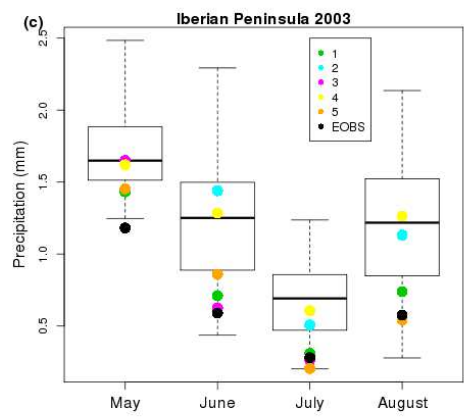 (c)
Iberian Peninsula 2003
Precipitation (mm)
2.5
2.0
1.5
1.0
0.5
1
2
3
4
5
EOBS
May June July August